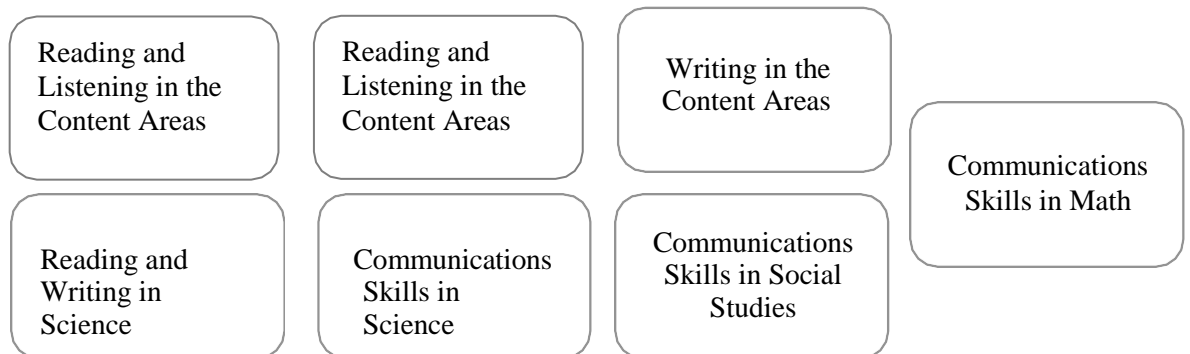 Reading and
Listening in the
Content Areas
Reading and
Listening in the
Content Areas
Writing in the
Content Areas
Communications
Skills in Math
Reading and
Writing in
Science
Communications
Skills in
Science
Communications
Skills in Social
Studies